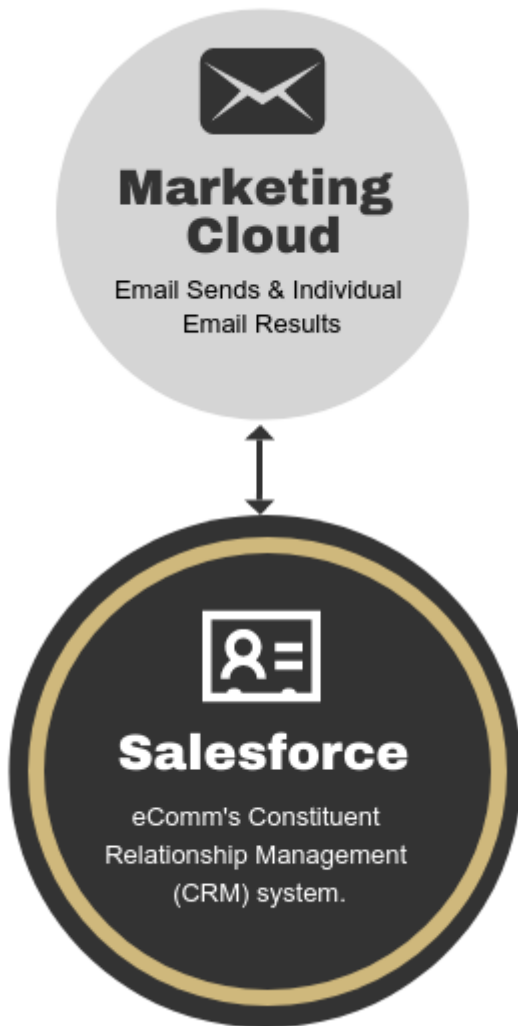 Marketing
Cloud
Email Sends & Individual
Email Results
Salesforce
eComm's Constituent
Relationship Management
(CRM) system.